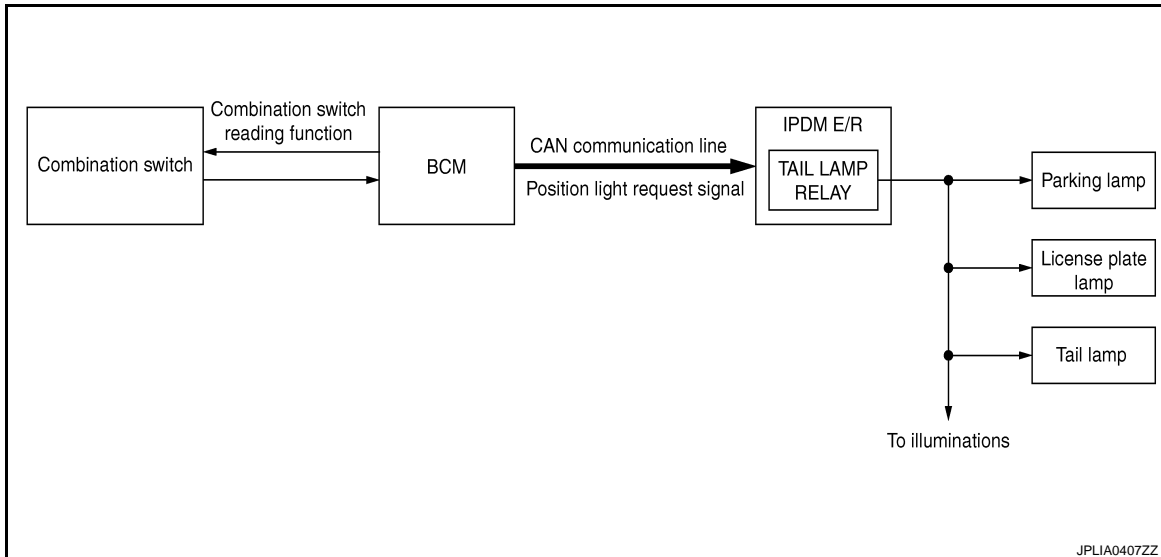 Combination switch
Combination switch
reading function
BCM
CAN communication line
Position light request signal
IPDM E/R
TAIL LAMP
RELAY
Parking lamp
License plate
lamp
Tail lamp
To illuminations
JPLIA0407ZZ